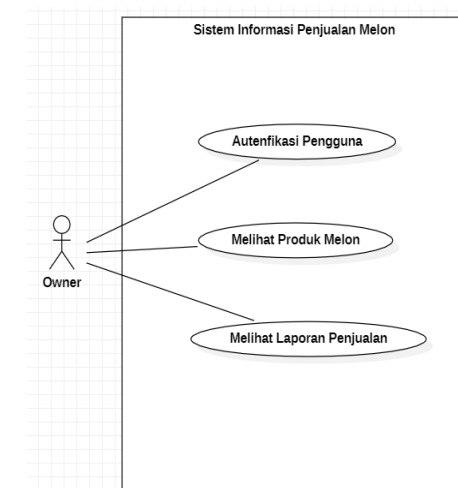 Sistem Informasi Penjualan Melon
Autenfikasi Pengguna
Melihat Produk Melon
Owner
Melihat Laporan Penjualan